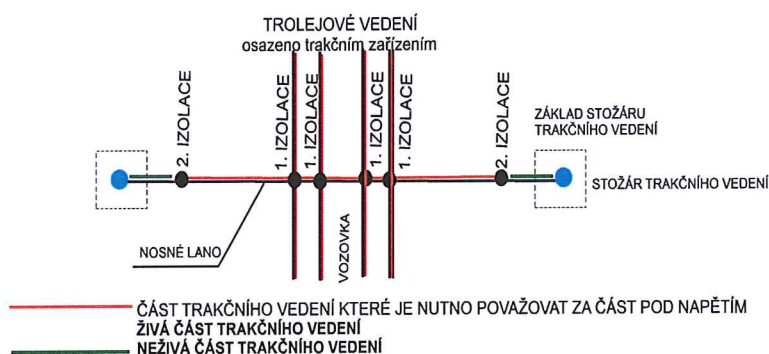 TROLEJOVÉ VEDENÍ
osazeno trakčním zařízením
2. IZOLACE
1. IZOLACE
1. IZOLACE
1. IZOLACE
1. IZOLACE
2. IZOLACE
ZÁKLAD STOŽÁRU
TRAKČNÍHO VEDENÍ
STOŽÁR TRAKČNÍHO VEDENÍ
NOSNÉ LANO
VOZOVKA
ČÁST TRAKČNÍHO VEDENÍ KTERÉ JE NUTNO POVAŽOVAT ZA ČÁST POD NAPĚTÍM
ŽIVÁ ČÁST TRAKČNÍHO VEDENÍ
NEŽIVÁ ČÁST TRAKČNÍHO VEDENÍ